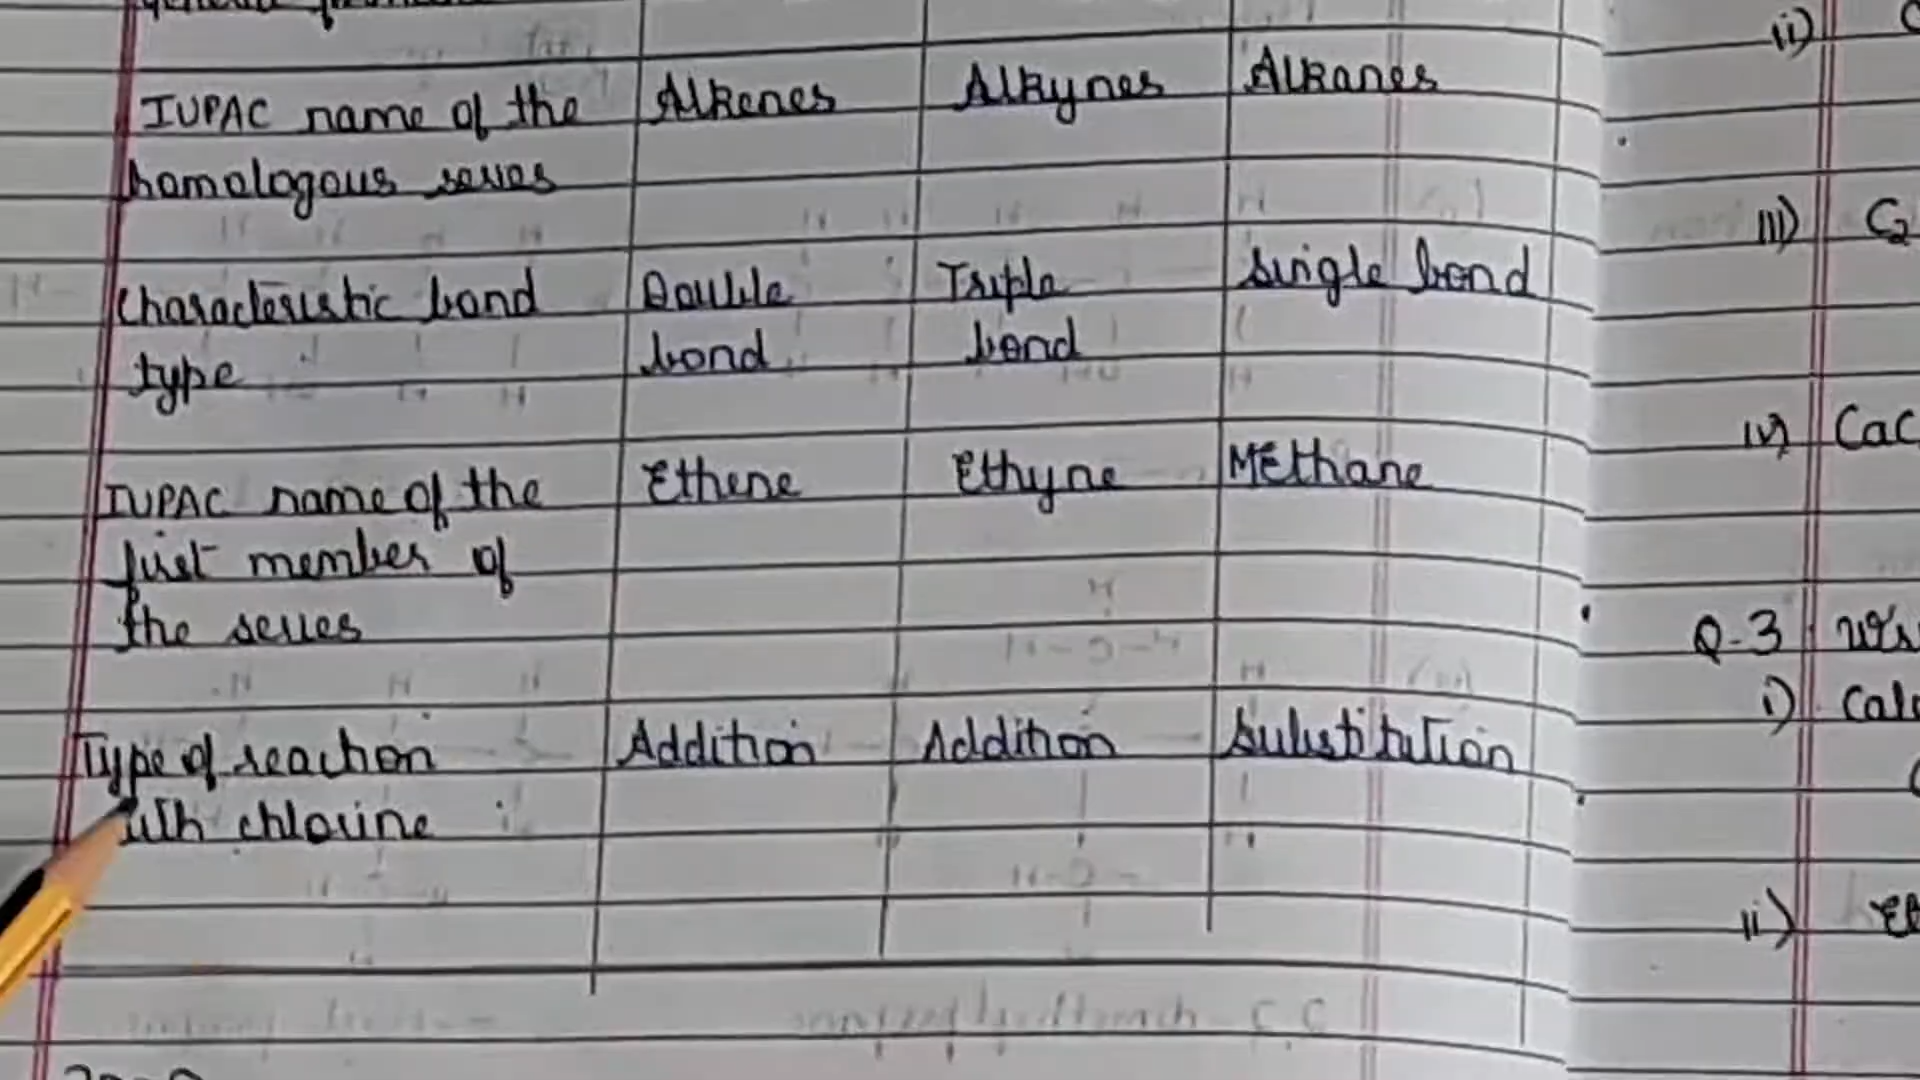 IUPAC name of the Alkenes Alkynes Alkanes
homologous series
Characteristic bond Double Triple Single bond
type bond bond
IUPAC name of the Ethene Ethyne Methane
first member of
the series
Type of reaction Addition Addition Substitution
with chlorine
ii)
iii) C2
iv) CaC
Q-3
i) Calc
ii)